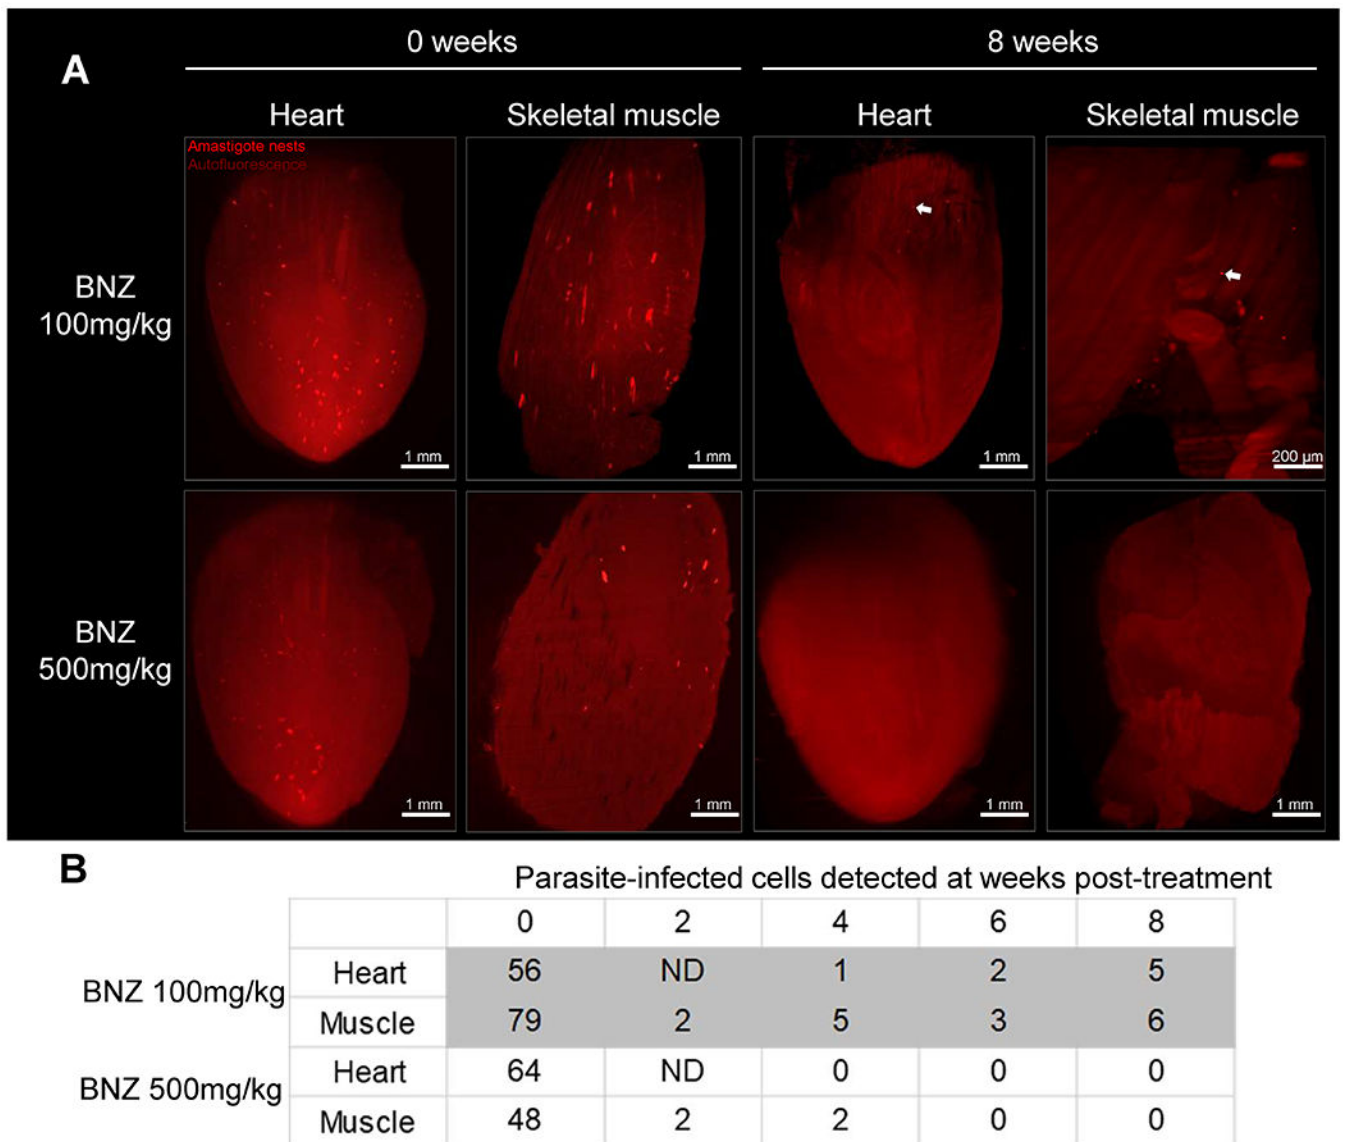 A
0 weeks 8 weeks
Heart Skeletal muscle Heart Skeletal muscle
Amastigote nests
Autofluorescence
BNZ
100mg/kg
1 mm 1 mm 1 mm 200 µm
BNZ
500mg/kg
1 mm 1 mm 1 mm 1 mm
B
Parasite-infected cells detected at weeks post-treatment
0 2 4 6 8
BNZ 100mg/kg
Heart 56 ND 1 2 5
Muscle 79 2 5 3 6
BNZ 500mg/kg
Heart 64 ND 0 0 0
Muscle 48 2 2 0 0